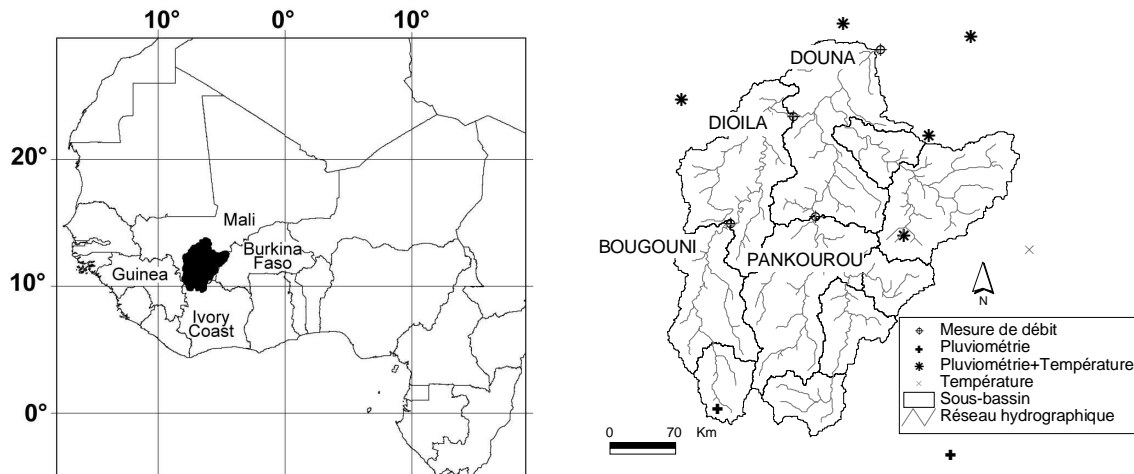 10° 0° 10°
20°
10°
0°
Mali
Burkina
Faso
Guinea
Ivory
Coast
DOUNA
DIOILA
BOUGOUNI
PANKOUROU
N
Mesure de débit
Pluviométrie
Pluviométrie+Température
Température
Sous-bassin
Réseau hydrographique
0 70 Km